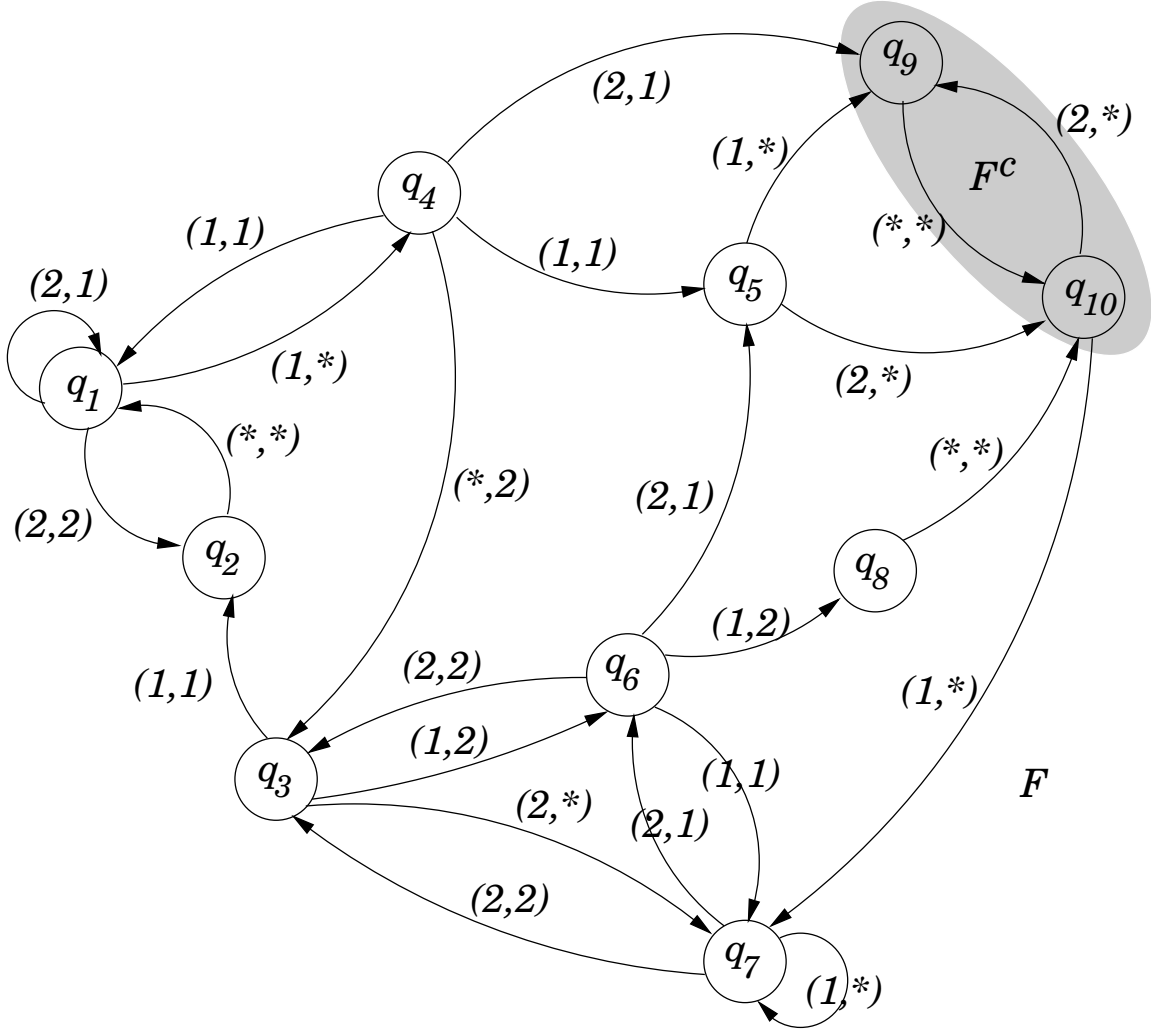 q9
(2,1)
(2,*)
(1,*)
F^c
q4
(1,1)
(*,*)
(1,1)
(2,1)
q5
q10
(1,*)
(2,*)
q1
(*,*)
(*,*)
(*,2)
(2,1)
(2,2)
q2
q8
(1,2)
(2,2)
q6
(1,1)
(1,*)
(1,2)
q3
(1,1)
F
(2,*)
(2,1)
(2,2)
q7
(1,*)